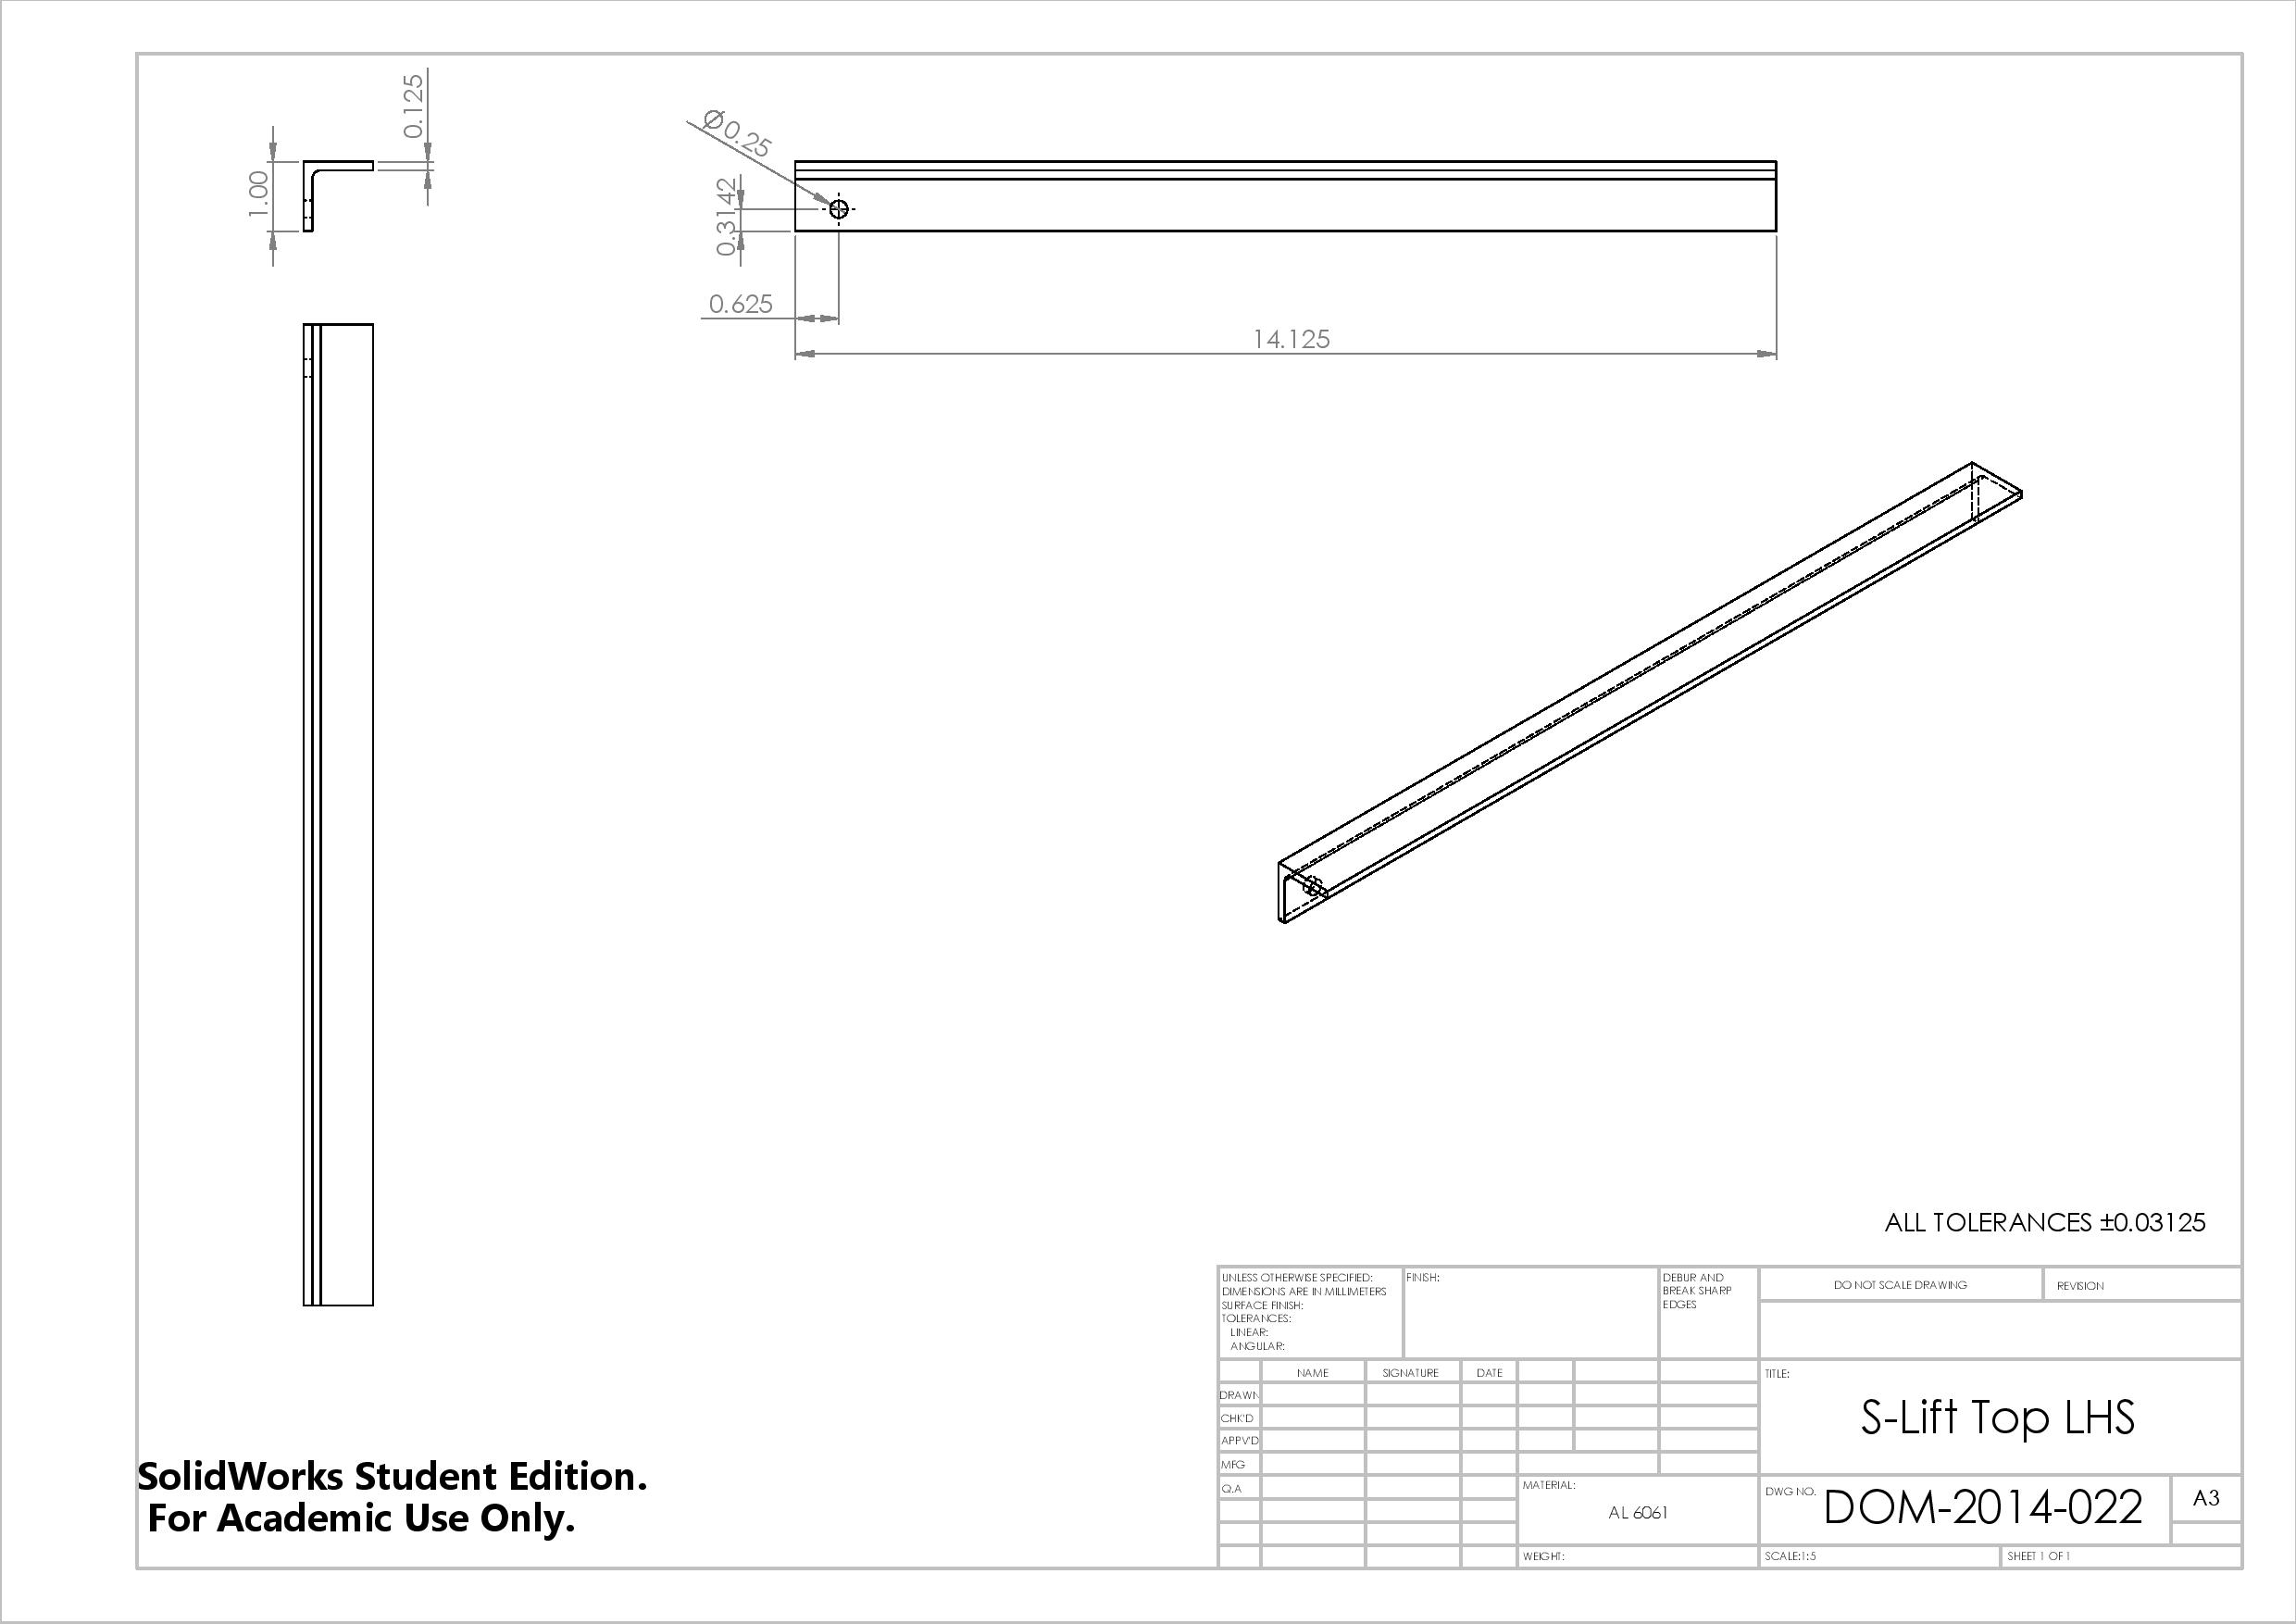 0.125
1.00
Ø0.25
0.3142
0.625
14.125
ALL TOLERANCES ±0.03125
UNLESS OTHERWISE SPECIFIED:
DIMENSIONS ARE IN MILLIMETERS
SURFACE FINISH:
TOLERANCES:
LINEAR:
ANGULAR:
FINISH:
DEBUR AND
BREAK SHARP
EDGES
DO NOT SCALE DRAWING
REVISION
NAME
SIGNATURE
DATE
DRAWN
CHK'D
APPV'D
MFG
Q.A
TITLE:
S-Lift Top LHS
MATERIAL:
AL 6061
DWG NO.
DOM-2014-022
A3
WEIGHT:
SCALE:1:5
SHEET 1 OF 1
SolidWorks Student Edition.
For Academic Use Only.